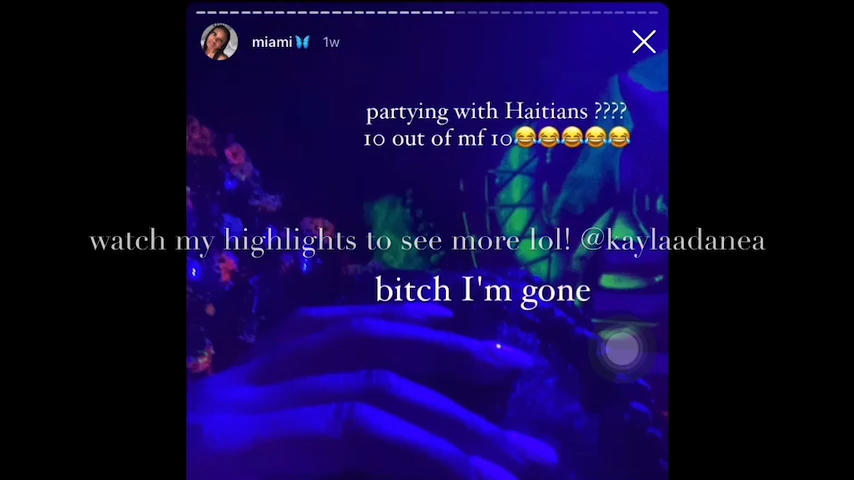 miami🦋 1w
partying with Haitians ????
10 out of mf 10😂😂😂😂😂
watch my highlights to see more lol! @kaylaadanea
bitch I'm gone